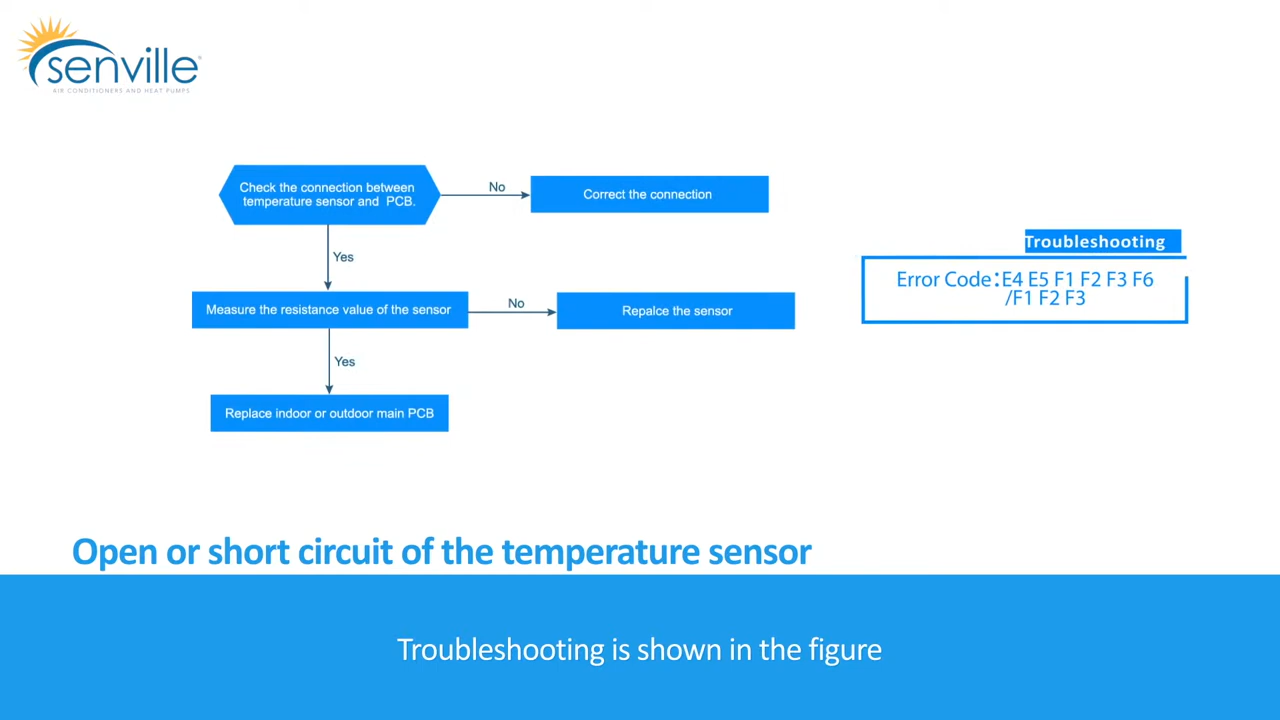 senville
AIR CONDITIONERS AND HEAT PUMPS
Check the connection between
temperature sensor and PCB.
No
Correct the connection
Yes
Measure the resistance value of the sensor
No
Repalce the sensor
Yes
Replace indoor or outdoor main PCB
Troubleshooting
Error Code:E4 E5 F1 F2 F3 F6
/F1 F2 F3
Open or short circuit of the temperature sensor
Troubleshooting is shown in the figure